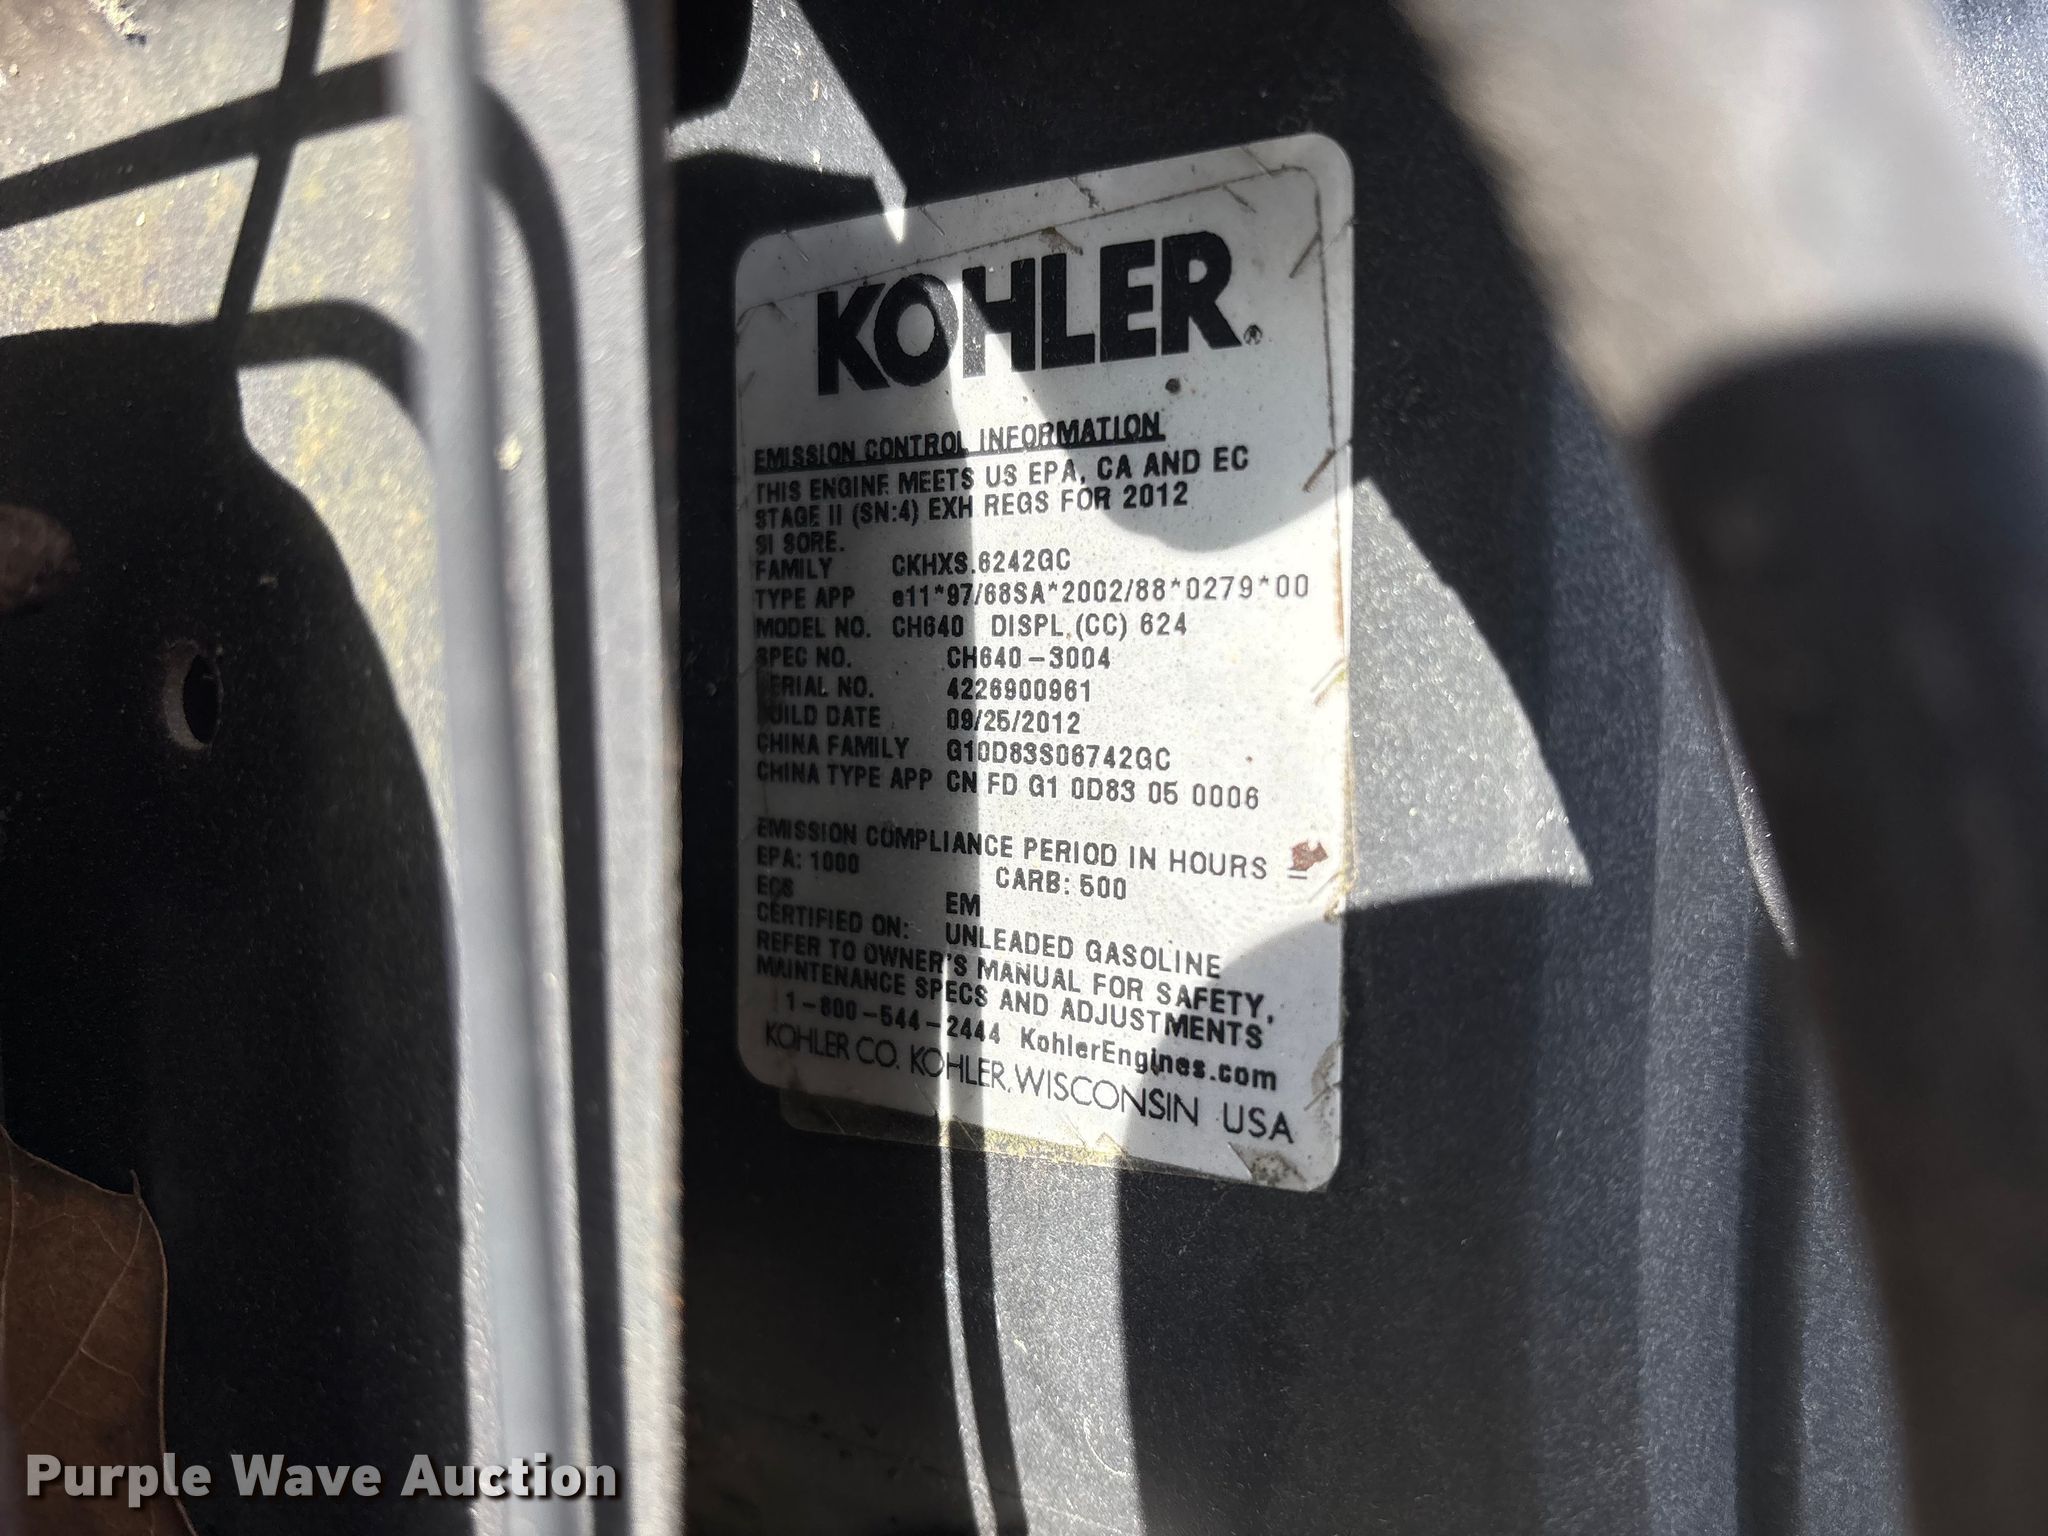 KOHLER®
EMISSION CONTROL INFORMATION
THIS ENGINE MEETS US EPA, CA AND EC
STAGE II (SN:4) EXH REGS FOR 2012
SI SORE.
FAMILY CKHXS.6242GC
TYPE APP e11*97/68SA*2002/88*0279*00
MODEL NO. CH640 DISPL.(CC) 624
SPEC NO. CH640-3004
SERIAL NO. 4226900961
BUILD DATE 09/25/2012
CHINA FAMILY G10D83S06742GC
CHINA TYPE APP CN FD G1 0D83 05 0006
EMISSION COMPLIANCE PERIOD IN HOURS
EPA: 1000 CARB: 500
ECS EM
CERTIFIED ON: UNLEADED GASOLINE
REFER TO OWNER'S MANUAL FOR SAFETY,
MAINTENANCE SPECS AND ADJUSTMENTS
1-800-544-2444 KohlerEngines.com
KOHLER CO. KOHLER, WISCONSIN USA
Purple Wave Auction